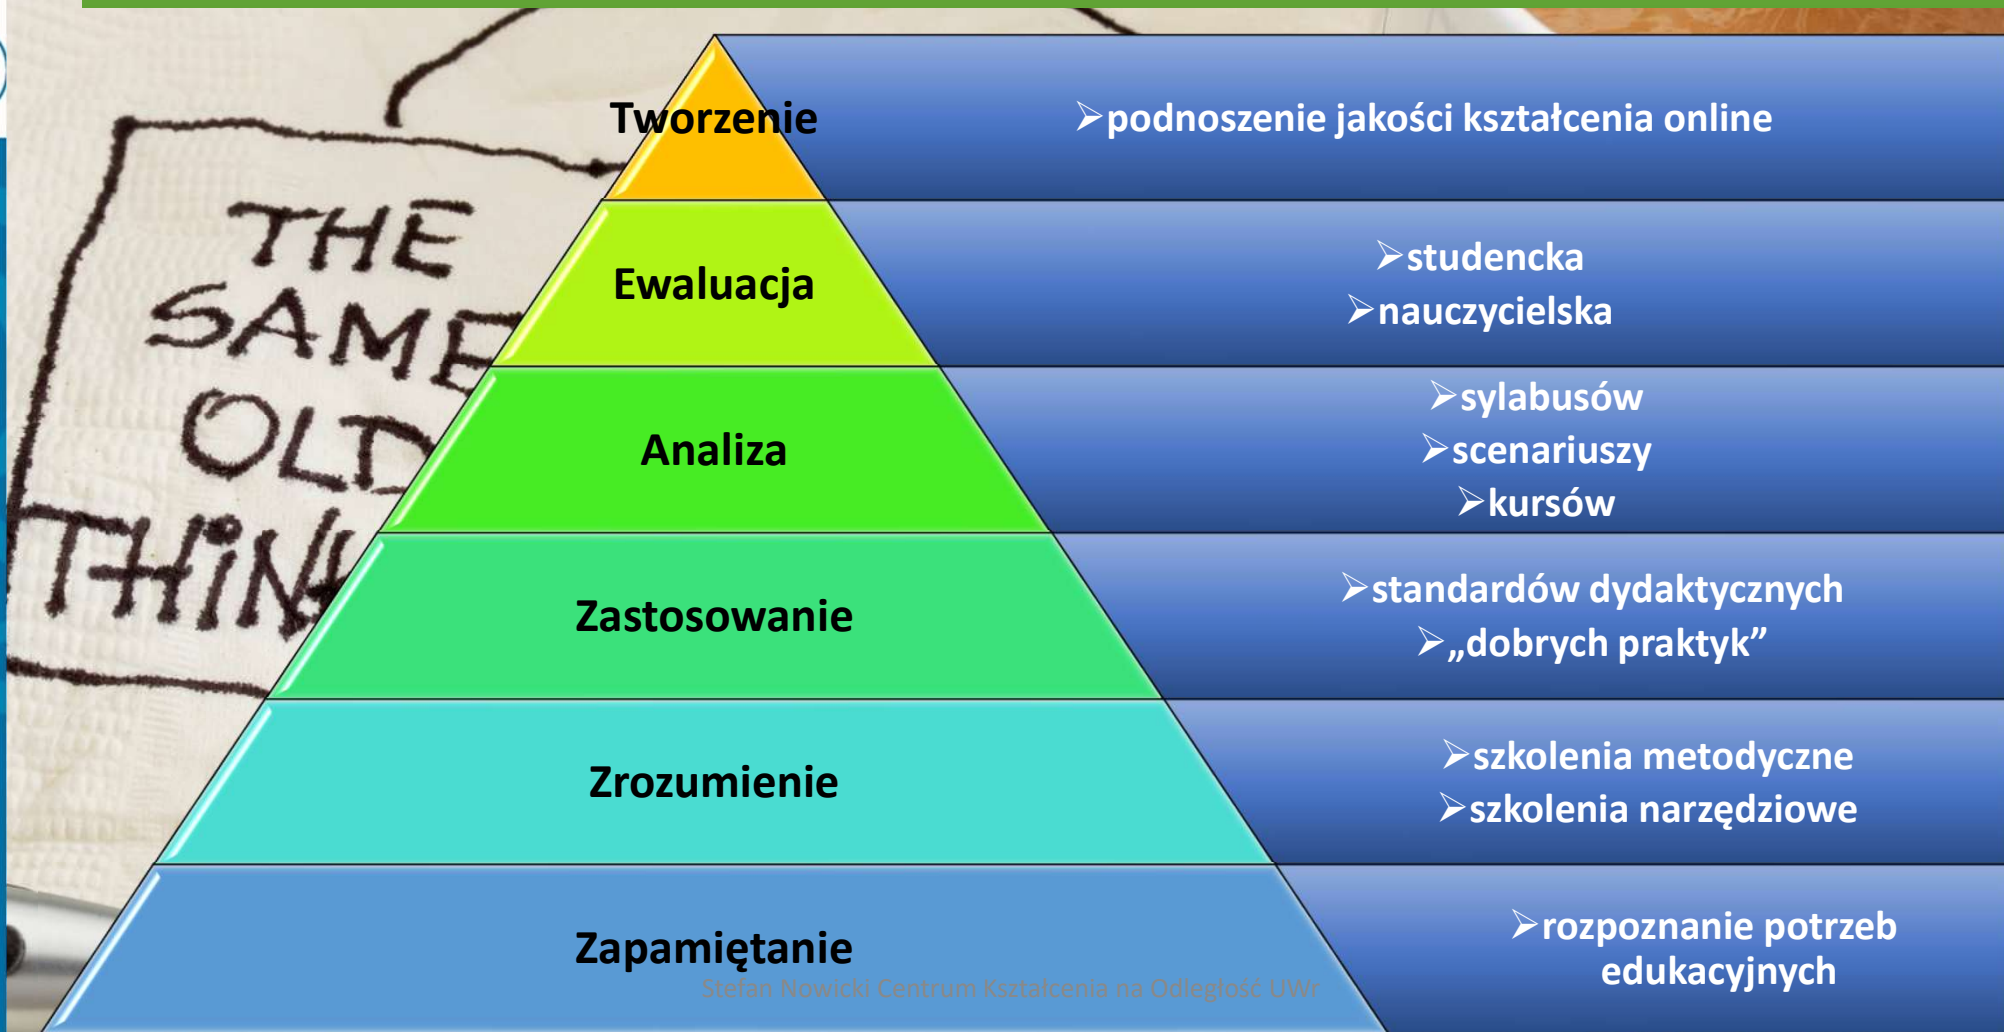 THE
SAME
OLD
THINK
Tworzenie
➢podnoszenie jakości kształcenia online
Ewaluacja
➢studencka
➢nauczycielska
Analiza
➢sylabusów
➢scenariuszy
➢kursów
Zastosowanie
➢standardów dydaktycznych
➢„dobrych praktyk”
Zrozumienie
➢szkolenia metodyczne
➢szkolenia narzędziowe
Zapamiętanie
➢rozpoznanie potrzeb
edukacyjnych
Stefan Nowicki Centrum Kształcenia na Odległość UWr